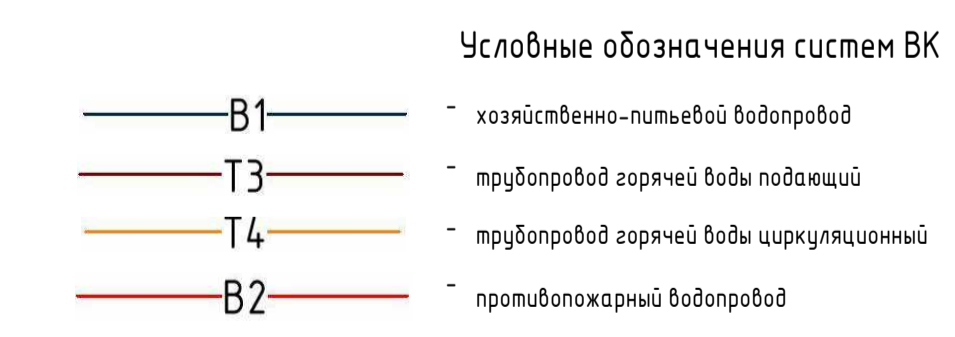 Условные обозначения систем ВК
В1 - хозяйственно-питьевой водопровод
Т3 - трубопровод горячей воды подающий
Т4 - трубопровод горячей воды циркуляционный
В2 - противопожарный водопровод